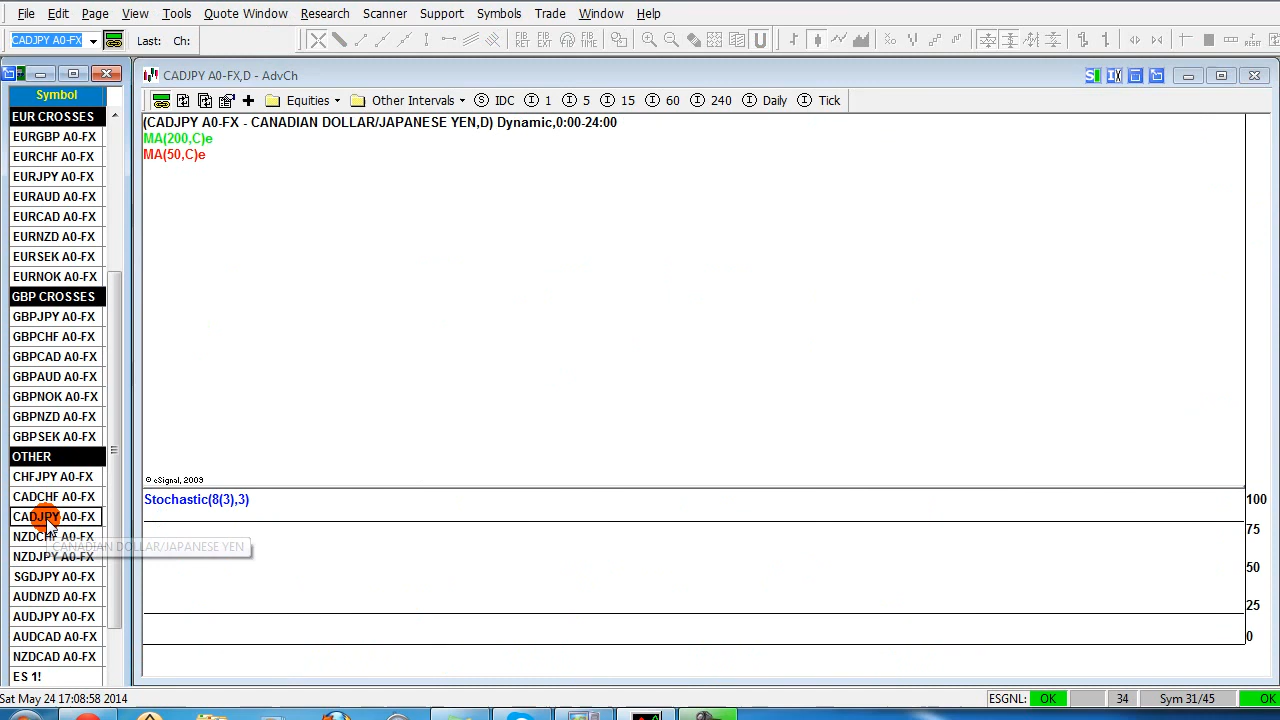 File Edit Page View Tools Quote Window Research Scanner Support Symbols Trade Window Help
CADJPY A0-FX Last: Ch: FIB RET FIB EXT FIB TIME RESET
Symbol
EUR CROSSES
EURGBP A0-FX
EURCHF A0-FX
EURJPY A0-FX
EURAUD A0-FX
EURCAD A0-FX
EURNZD A0-FX
EURSEK A0-FX
EURNOK A0-FX
GBP CROSSES
GBPJPY A0-FX
GBPCHF A0-FX
GBPCAD A0-FX
GBPAUD A0-FX
GBPNOK A0-FX
GBPNZD A0-FX
GBPSEK A0-FX
OTHER
CHFJPY A0-FX
CADCHF A0-FX
CADJPY A0-FX
NZDCHF A0-FX
CANADIAN DOLLAR/JAPANESE YEN
NZDJPY A0-FX
SGDJPY A0-FX
AUDNZD A0-FX
AUDJPY A0-FX
AUDCAD A0-FX
NZDCAD A0-FX
ES 1!
CADJPY A0-FX,D - AdvCh
Equities Other Intervals S IDC I 1 I 5 I 15 I 60 I 240 I Daily I Tick
(CADJPY A0-FX - CANADIAN DOLLAR/JAPANESE YEN,D) Dynamic,0:00-24:00
MA(200,C)e
MA(50,C)e
© eSignal, 2009
Stochastic(8(3),3)
100
75
50
25
0
Sat May 24 17:08:58 2014 ESGNL: OK 34 Sym 31/45 OK